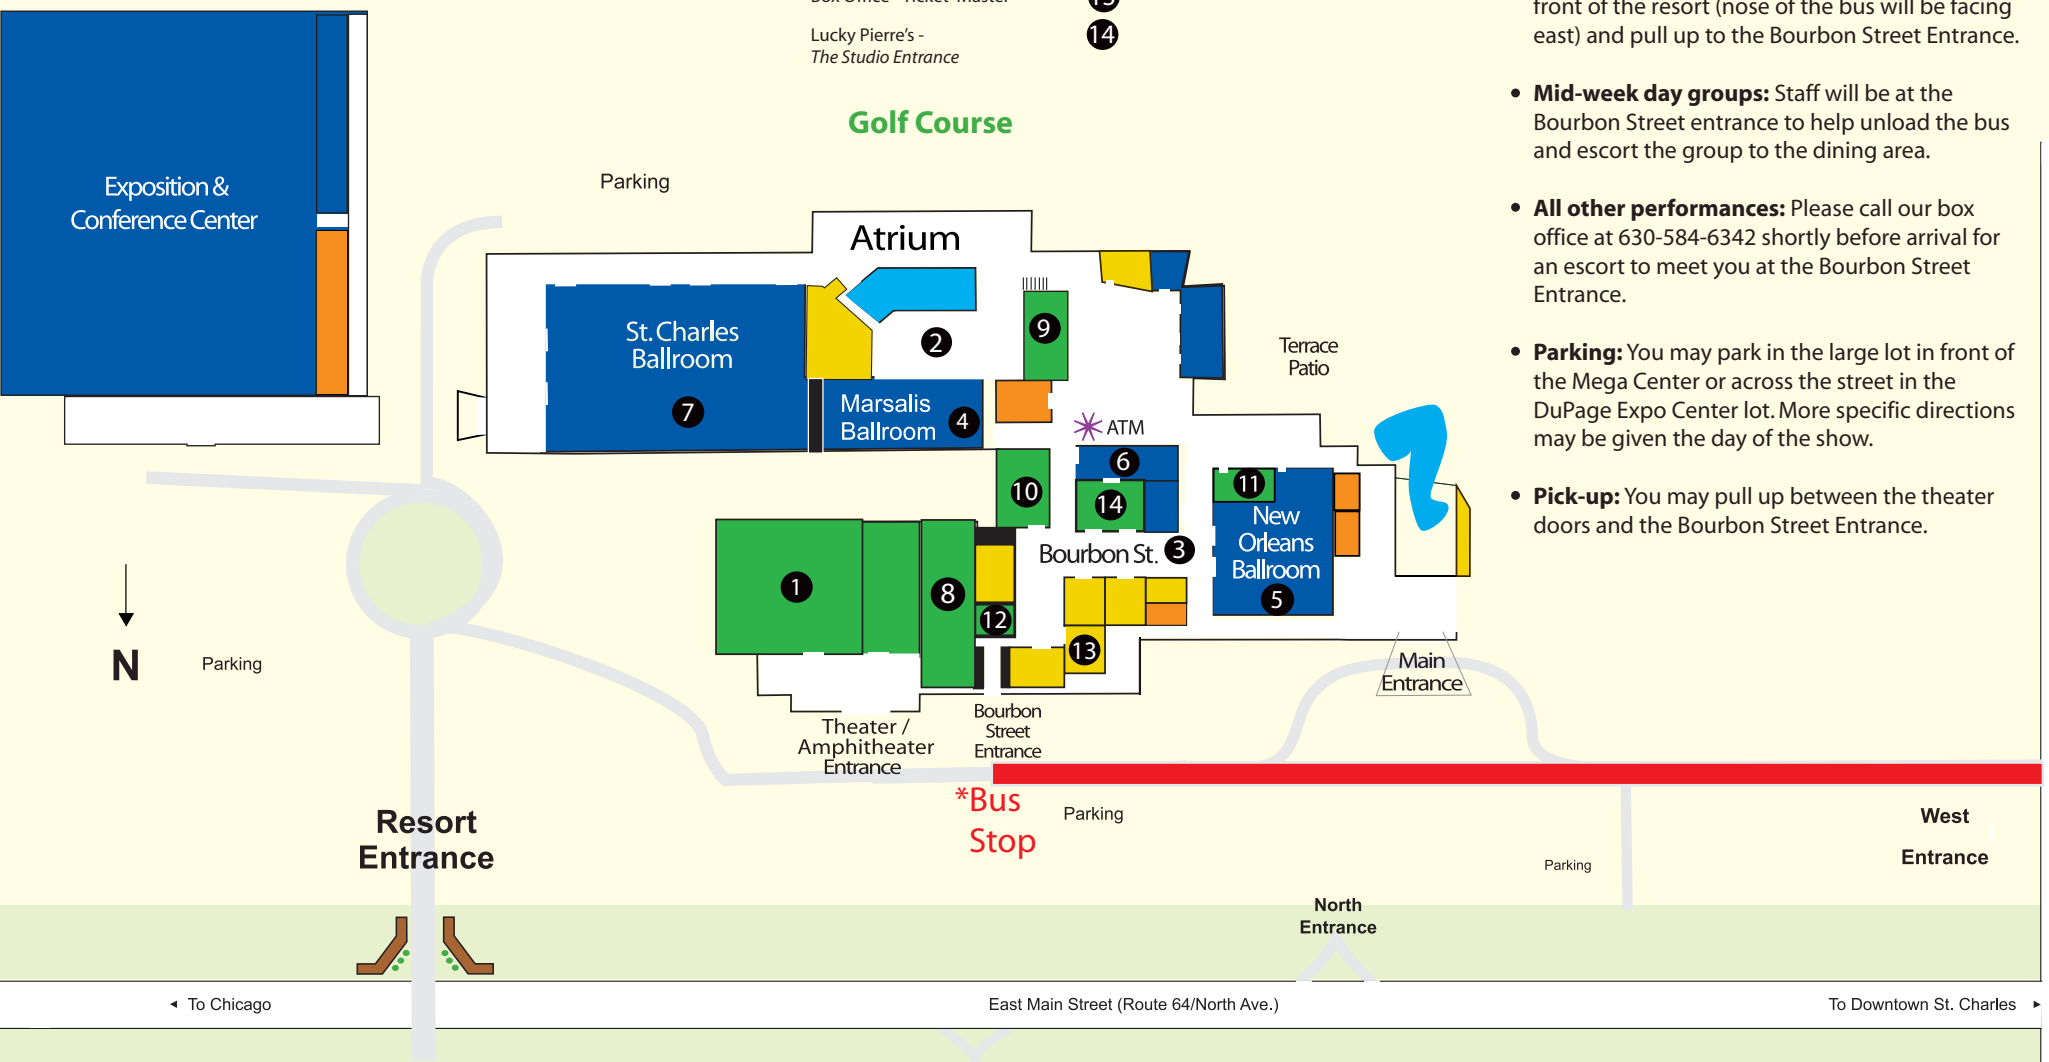 Box Office - Ticket Master
13
Lucky Pierre's -
The Studio Entrance
14
Golf Course
Parking
Exposition &
Conference Center
Atrium
St. Charles
Ballroom
7
2
9
Marsalis
Ballroom
4
ATM
Terrace
Patio
6
10
14
11
New
Orleans
Ballroom
5
Bourbon St.
3
1
8
12
13
N
Parking
Main
Entrance
Theater /
Amphitheater
Entrance
Bourbon
Street
Entrance
*Bus
Stop
Parking
Parking
Resort
Entrance
West
Entrance
North
Entrance
◄ To Chicago
East Main Street (Route 64/North Ave.)
To Downtown St. Charles ►
front of the resort (nose of the bus will be facing
east) and pull up to the Bourbon Street Entrance.
• Mid-week day groups: Staff will be at the
Bourbon Street entrance to help unload the bus
and escort the group to the dining area.
• All other performances: Please call our box
office at 630-584-6342 shortly before arrival for
an escort to meet you at the Bourbon Street
Entrance.
• Parking: You may park in the large lot in front of
the Mega Center or across the street in the
DuPage Expo Center lot. More specific directions
may be given the day of the show.
• Pick-up: You may pull up between the theater
doors and the Bourbon Street Entrance.